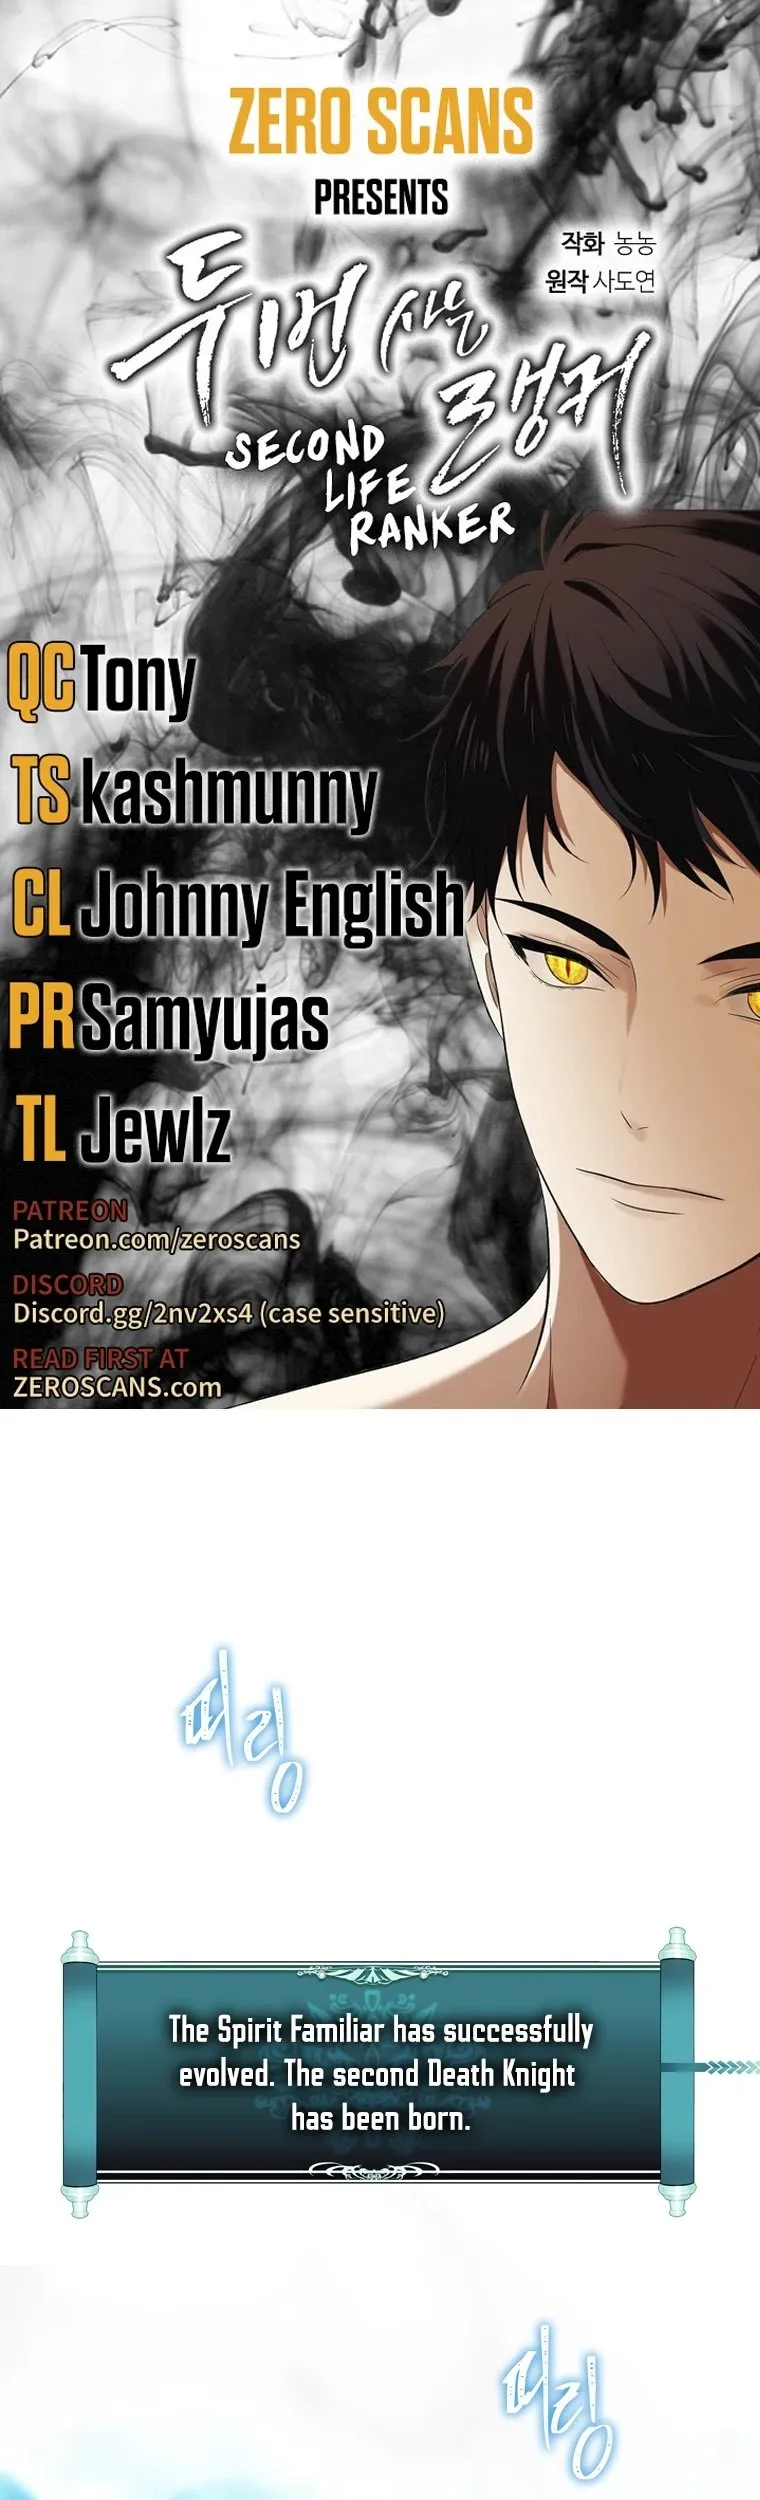 ZERO SCANS
PRESENTS
작화 농농
원작 사도연
두번 사는
랭커
SECOND
LIFE
RANKER
QC Tony
TS kashmunny
CL Johnny English
PR Samyujas
TL Jewlz
PATREON
Patreon.com/zeroscans
DISCORD
Discord.gg/2nv2xs4 (case sensitive)
READ FIRST AT
ZEROSCANS.com
띠링
The Spirit Familiar has successfully
evolved. The second Death Knight
has been born.
띠링